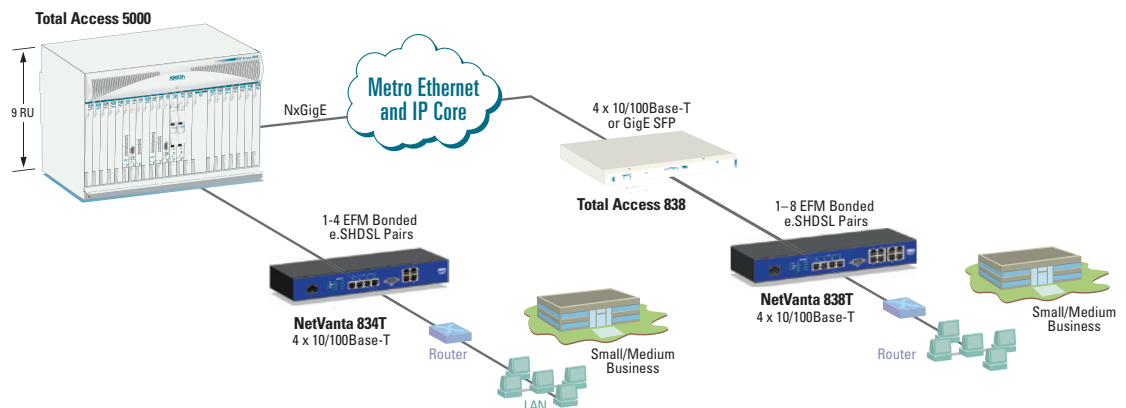 Total Access 5000
9 RU
NxGigE
Metro Ethernet
and IP Core
4 x 10/100Base-T
or GigE SFP
Total Access 838
1-4 EFM Bonded
e.SHDSL Pairs
1–8 EFM Bonded
e.SHDSL Pairs
NetVanta 834T
4 x 10/100Base-T
Router
LAN
Small/Medium
Business
NetVanta 838T
4 x 10/100Base-T
Router
Small/Medium
Business